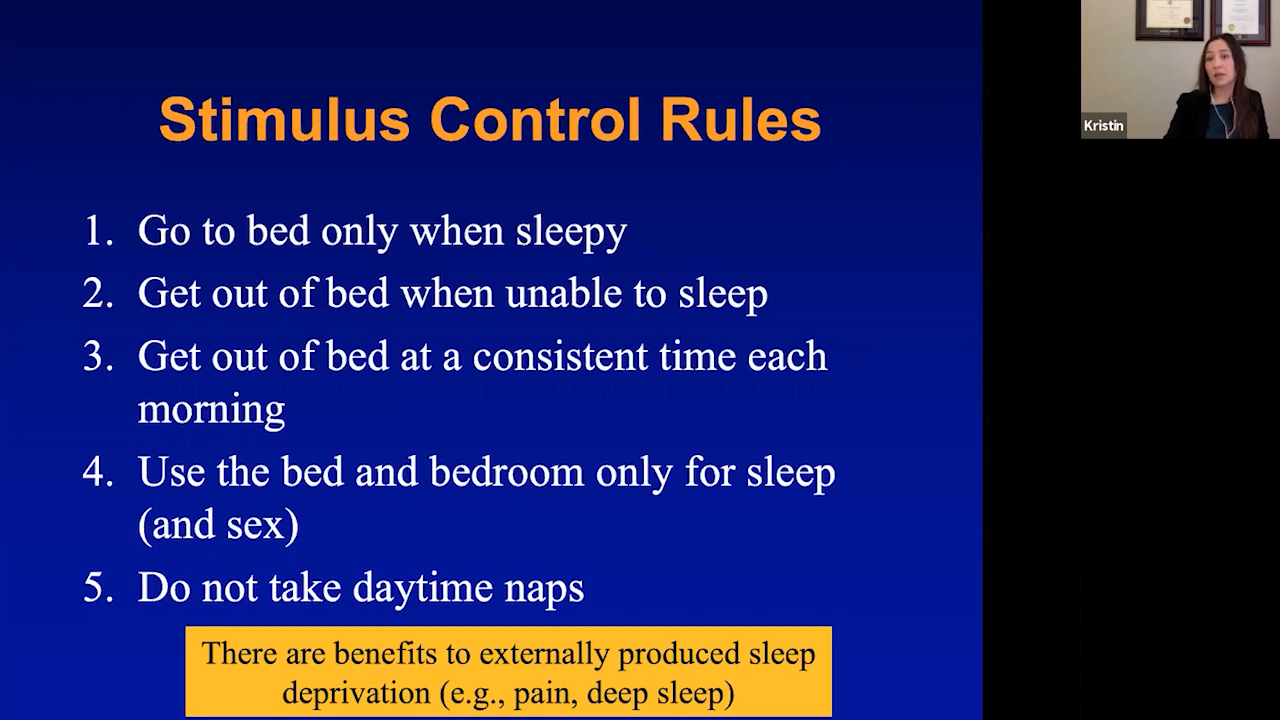 Stimulus Control Rules
1. Go to bed only when sleepy
2. Get out of bed when unable to sleep
3. Get out of bed at a consistent time each
morning
4. Use the bed and bedroom only for sleep
(and sex)
5. Do not take daytime naps
There are benefits to externally produced sleep
deprivation (e.g., pain, deep sleep)
Kristin